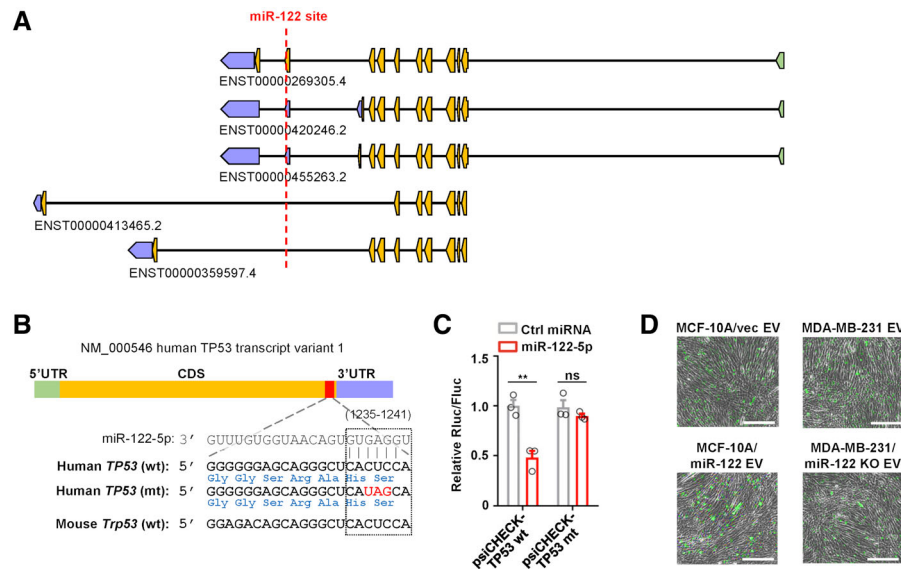 A
miR-122 site
ENST00000269305.4
ENST00000420246.2
ENST00000455263.2
ENST00000413465.2
ENST00000359597.4
B
NM_000546 human TP53 transcript variant 1
5'UTR CDS 3'UTR
(1235-1241)
miR-122-5p: 3' GUUUGUGGUAACAGUGUGAGGU
Human TP53 (wt): 5' GGGGGGAGCAGGGCUCACUCCA
Gly Gly Ser Arg Ala His Ser
Human TP53 (mt): 5' GGGGGGAGCAGGGCUCAUAGCA
Gly Gly Ser Arg Ala His Ser
Mouse Trp53 (wt): 5' GGAGACAGCAGGGCUCACUCCA
C
Ctrl miRNA
miR-122-5p
Relative Rluc/Fluc
1.5
1.0
0.5
0
** ns
psiCHECK-
TP53 wt
psiCHECK-
TP53 mt
D
MCF-10A/vec EV
MDA-MB-231 EV
MCF-10A/
miR-122 EV
MDA-MB-231/
miR-122 KO EV